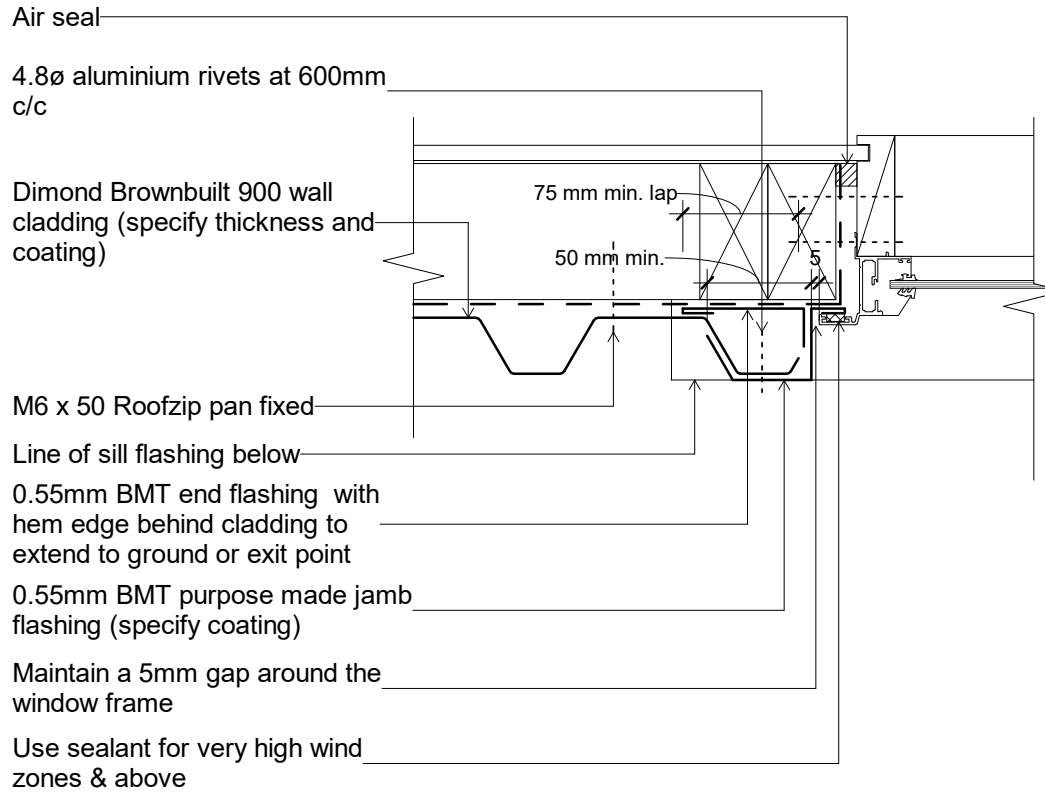 Air seal
4.8ø aluminium rivets at 600mm
c/c
Dimond Brownbuilt 900 wall
cladding (specify thickness and
coating)
75 mm min. lap
50 mm min.
5
M6 x 50 Roofzip pan fixed
Line of sill flashing below
0.55mm BMT end flashing  with
hem edge behind cladding to
extend to ground or exit point
0.55mm BMT purpose made jamb
flashing (specify coating)
Maintain a 5mm gap around the
window frame
Use sealant for very high wind
zones & above